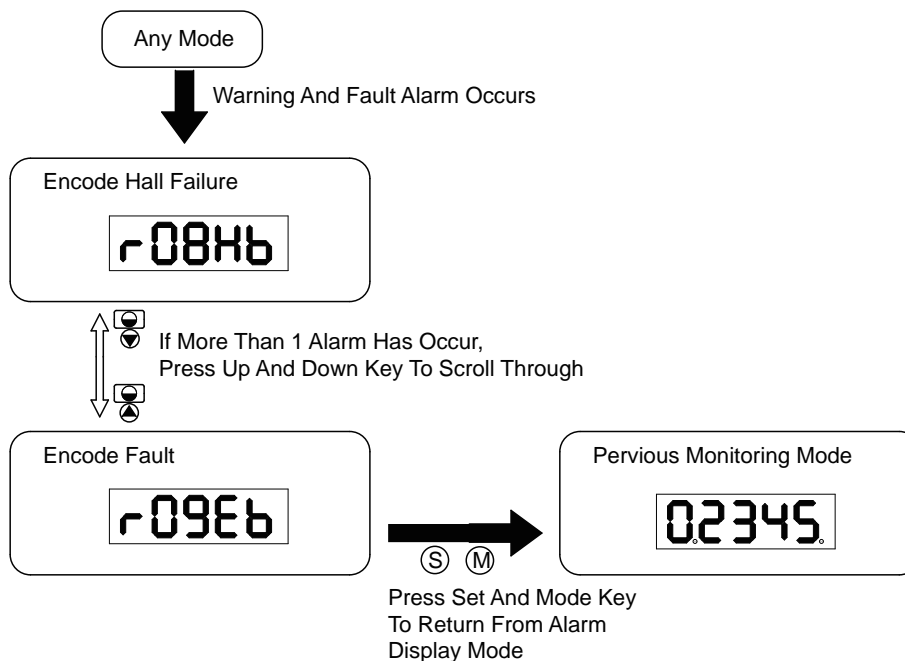 Any Mode
Warning And Fault Alarm Occurs
Encode Hall Failure
r08Hb
If More Than 1 Alarm Has Occur,
Press Up And Down Key To Scroll Through
Encode Fault
r09Eb
Pervious Monitoring Mode
0.2345.
S M
Press Set And Mode Key
To Return From Alarm
Display Mode